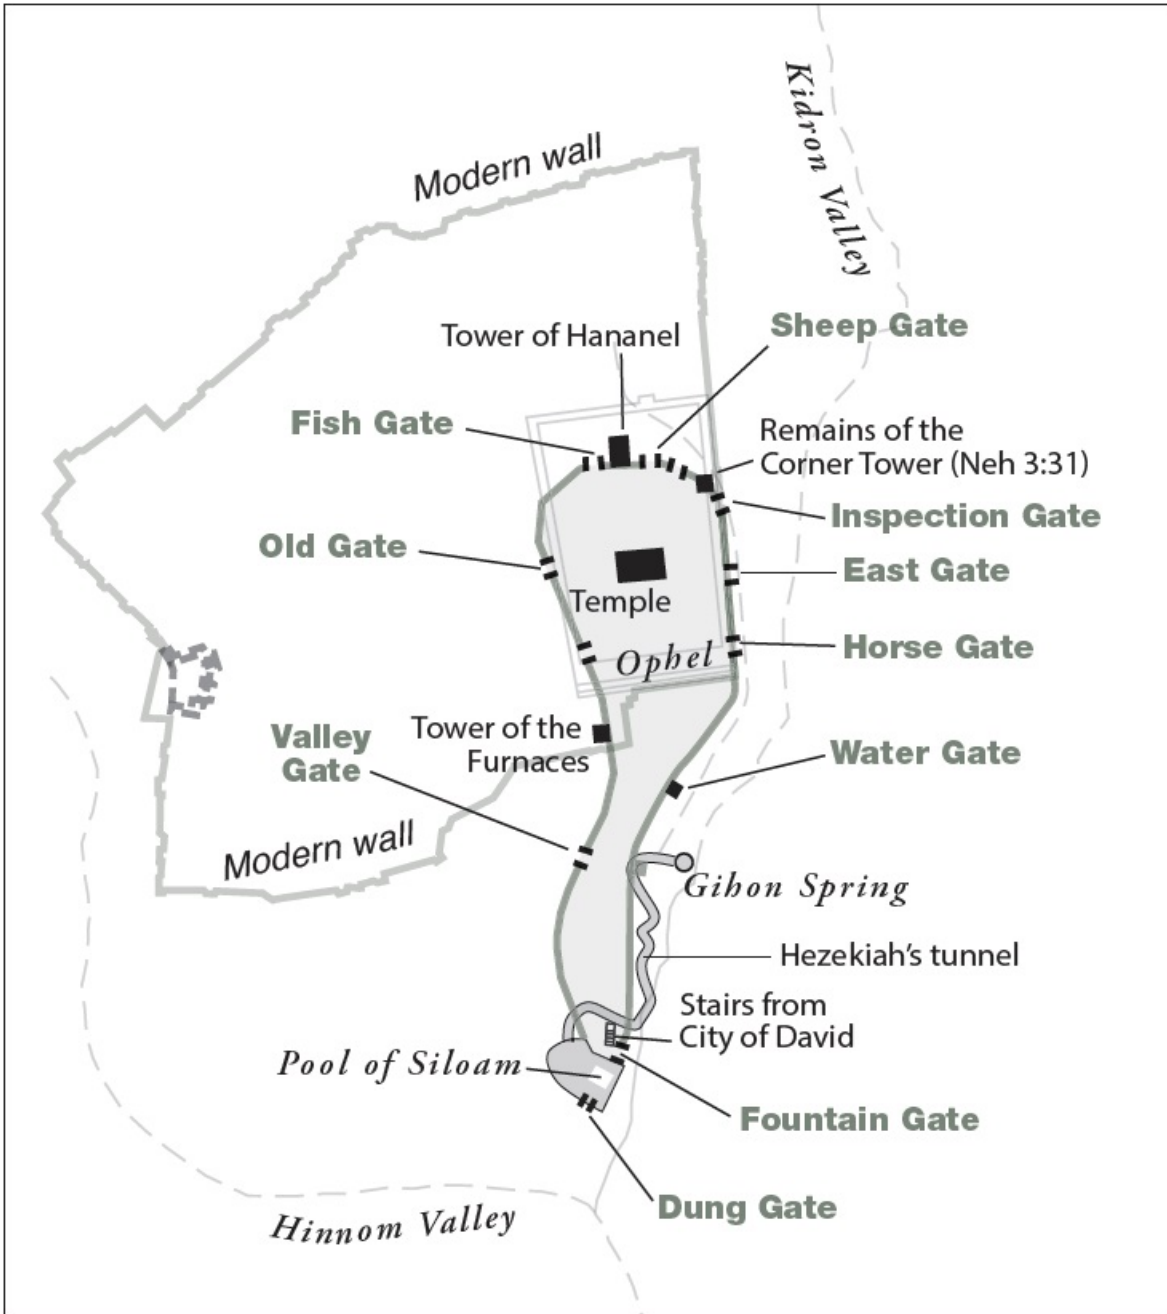 Kidron Valley
Modern wall
Sheep Gate
Tower of Hananel
Fish Gate
Remains of the
Corner Tower (Neh 3:31)
Inspection Gate
Old Gate
East Gate
Temple
Horse Gate
Ophel
Tower of the
Furnaces
Valley
Gate
Water Gate
Modern wall
Gihon Spring
Hezekiah's tunnel
Stairs from
City of David
Pool of Siloam
Fountain Gate
Dung Gate
Hinnom Valley